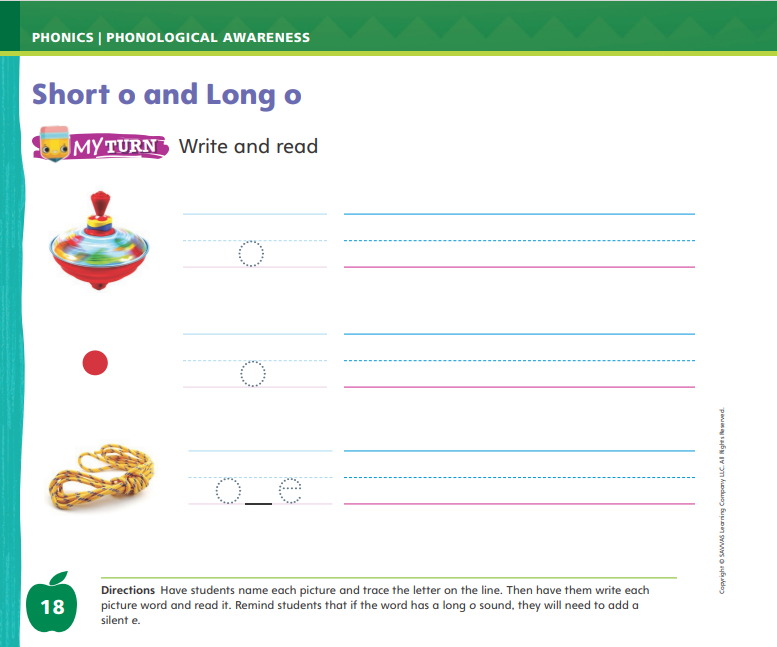 PHONICS | PHONOLOGICAL AWARENESS
Short o and Long o
MY TURN Write and read
o
o
o_e
Copyright © SAVVAS Learning Company LLC. All Rights Reserved.
18
Directions Have students name each picture and trace the letter on the line. Then have them write each
picture word and read it. Remind students that if the word has a long o sound, they will need to add a
silent e.